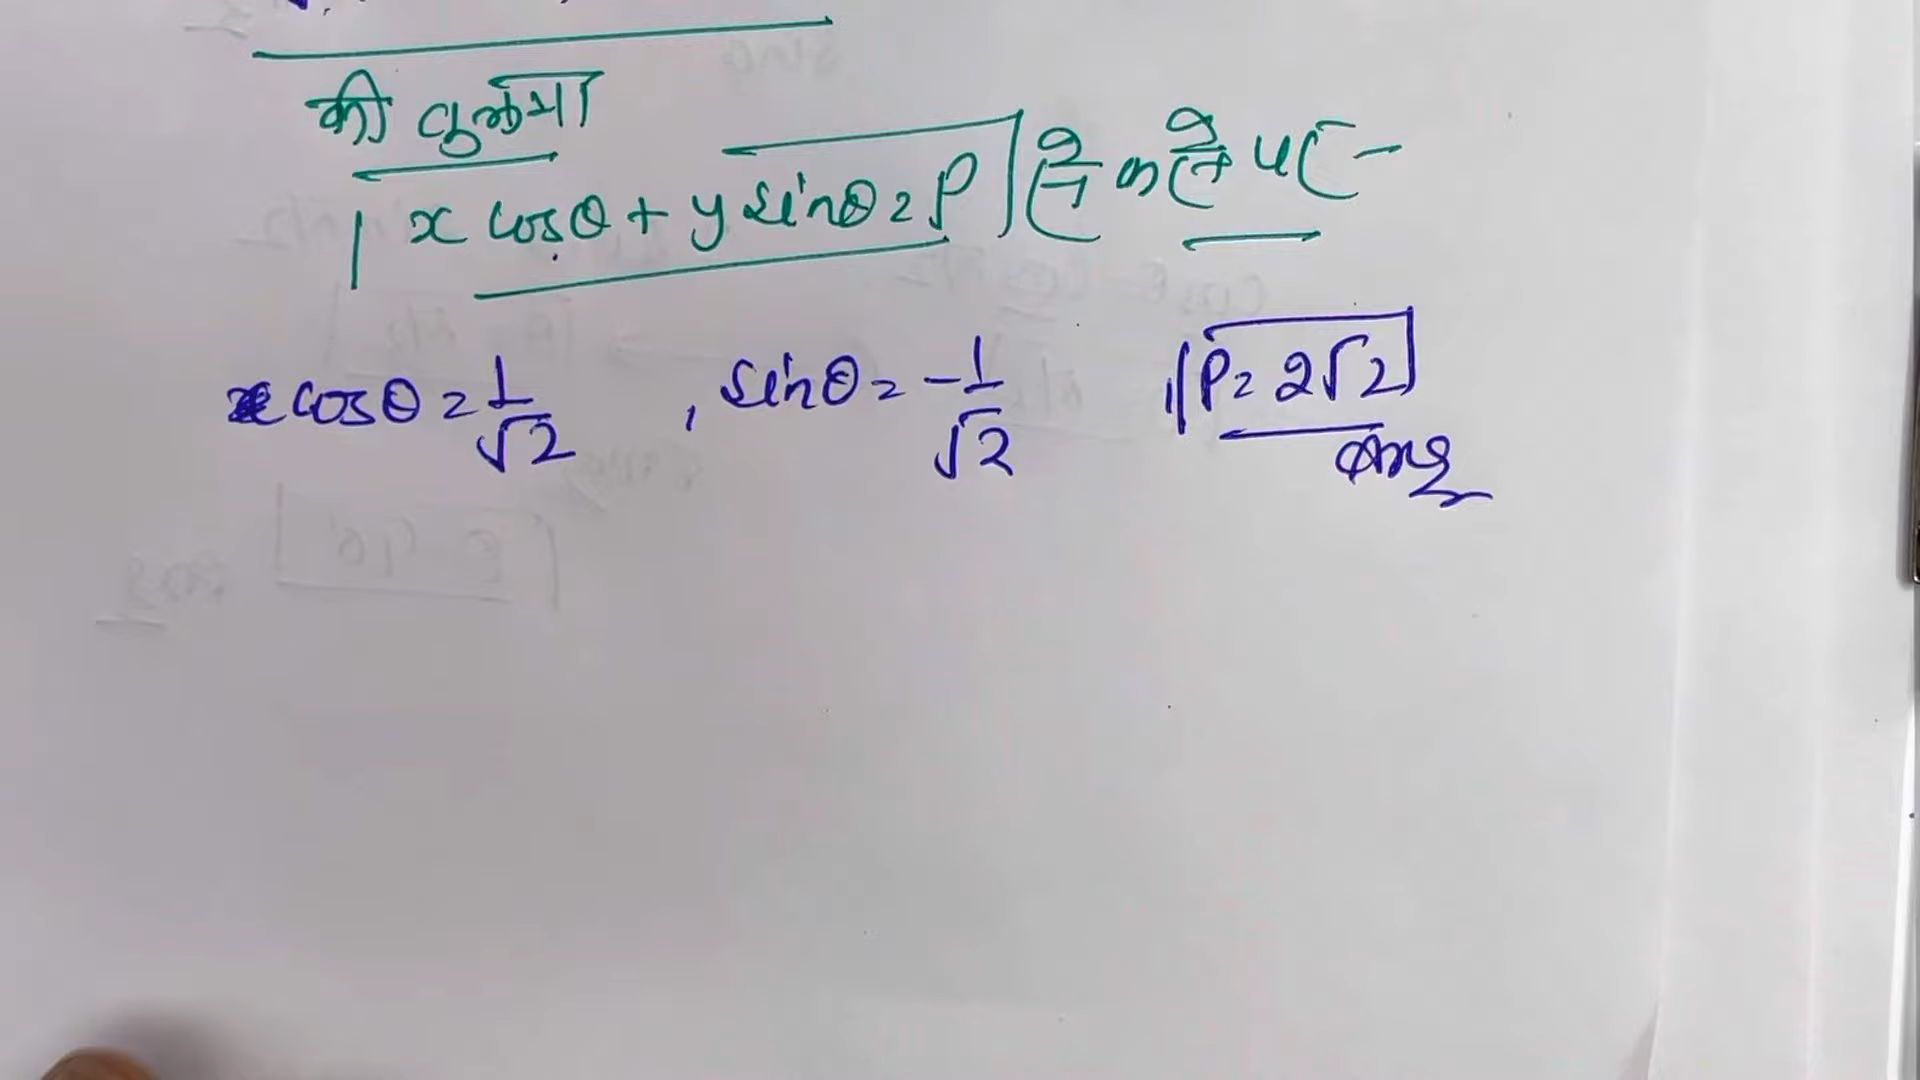 की तुलना
x cosθ + y sinθ = P से करने पर -
cosθ = 1/√2 , sinθ = -1/√2 , P = 2√2
Ans